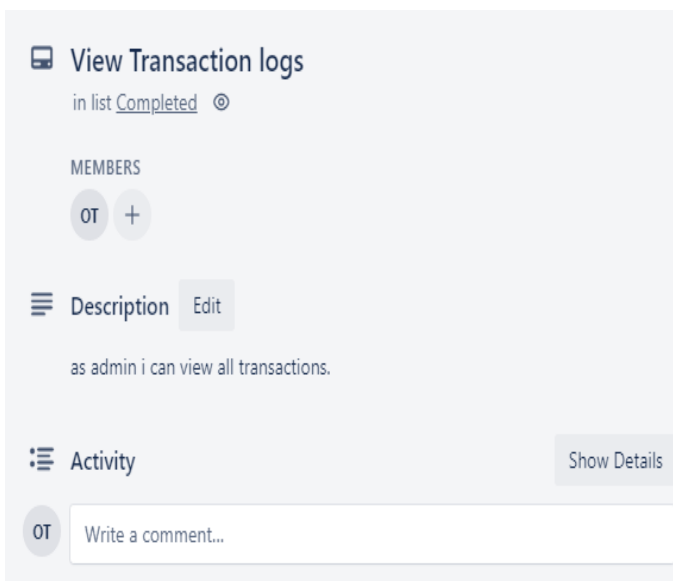 View Transaction logs
in list Completed
MEMBERS
OT +
Description Edit
as admin i can view all transactions.
Activity Show Details
OT Write a comment...